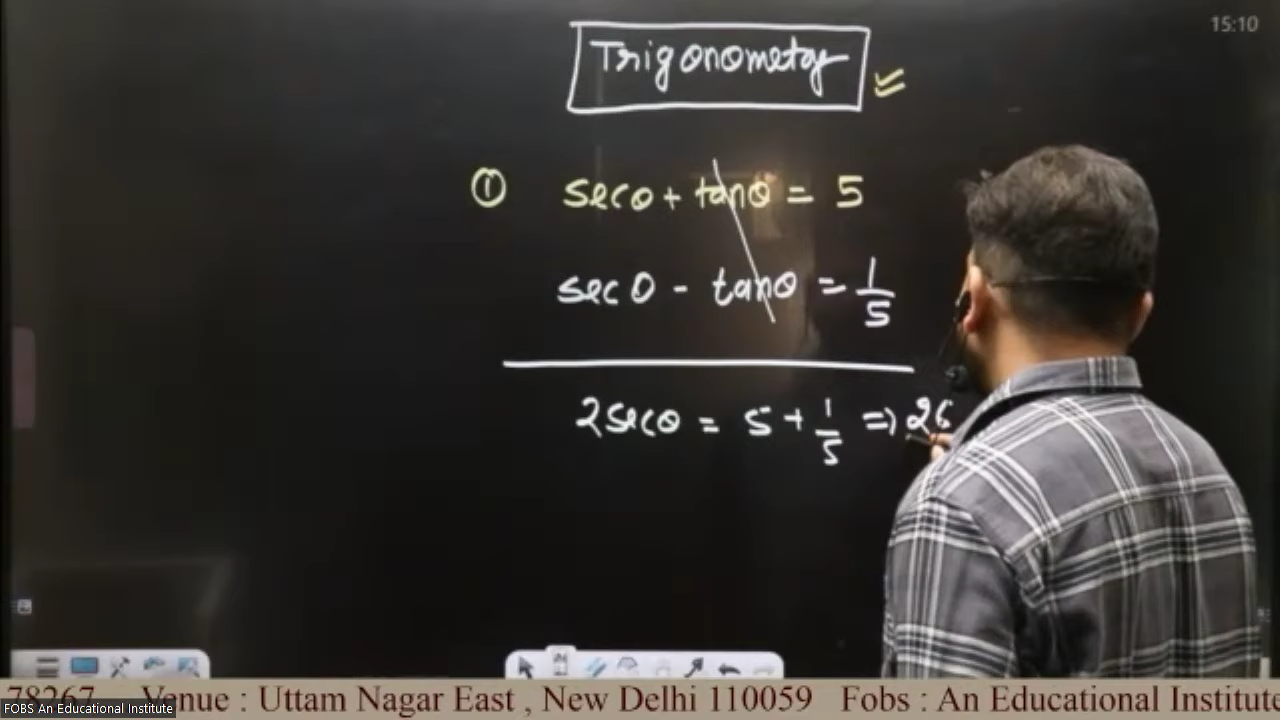 15:10
Trigonometry
① secθ + tanθ = 5
secθ - tanθ = 1/5
2secθ = 5 + 1/5 => 26
78267 Venue : Uttam Nagar East , New Delhi 110059 Fobs : An Educational Institute
FOBS An Educational Institute